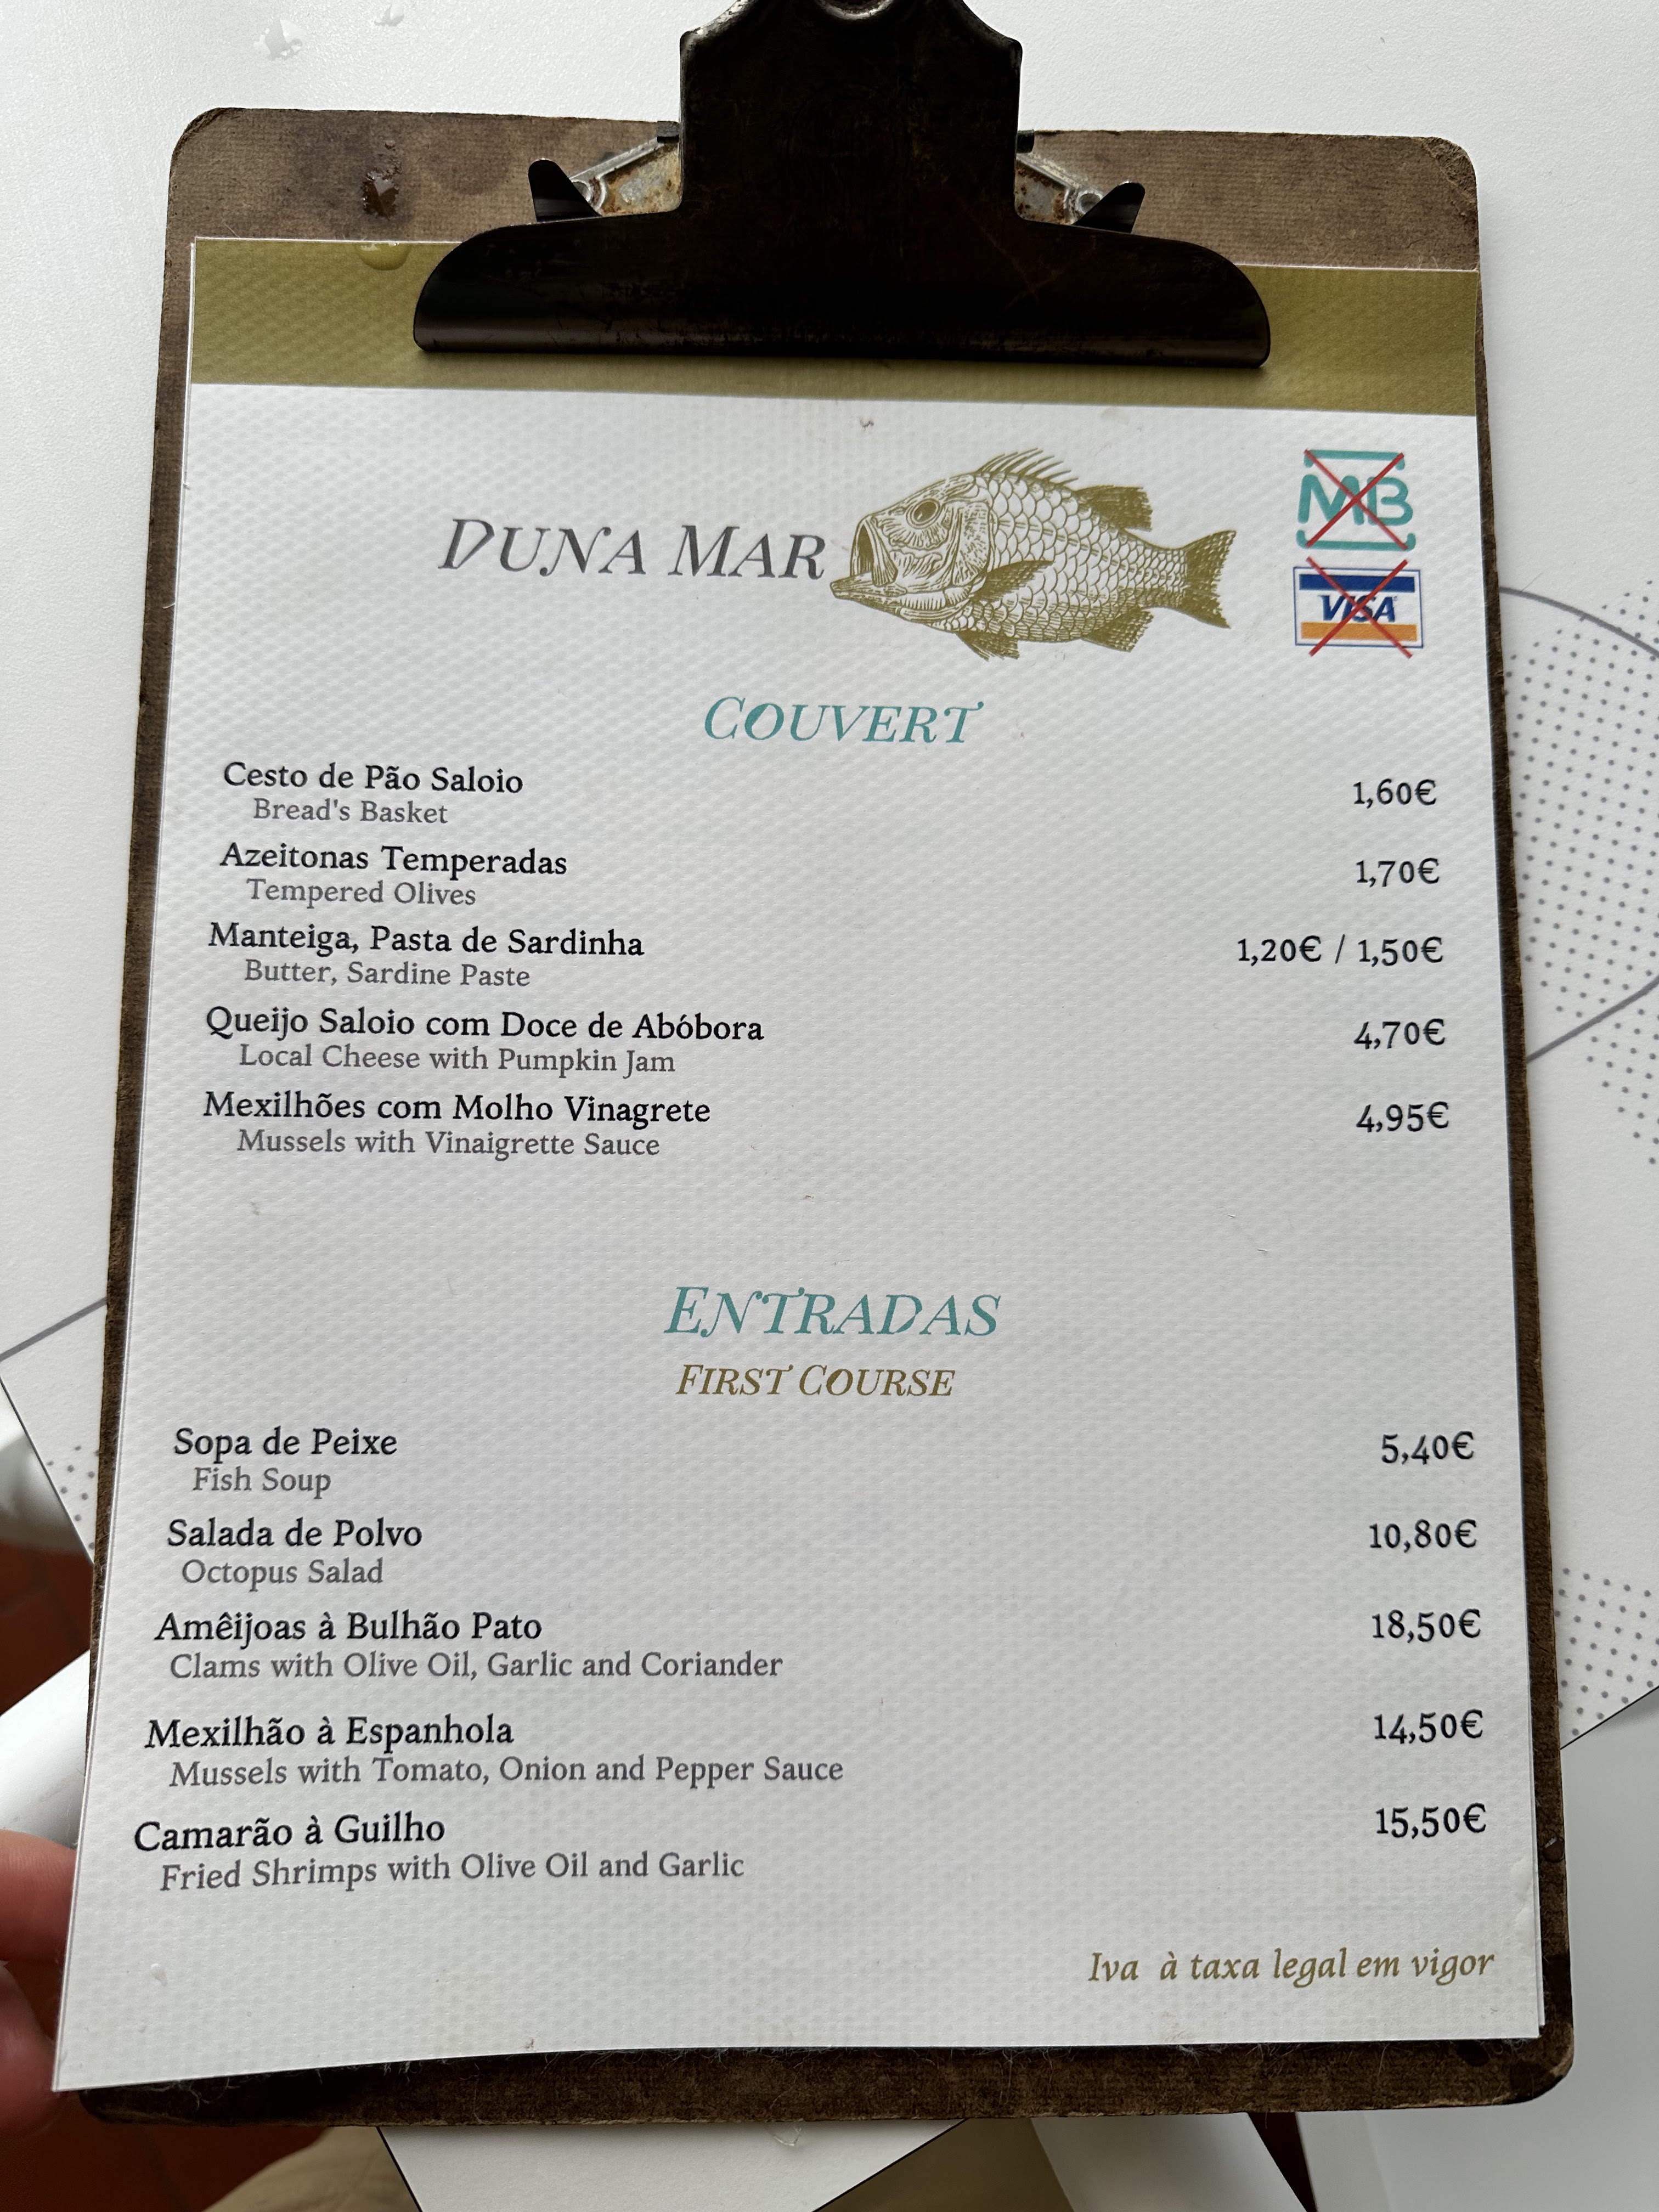 DUNA MAR
MB
VISA
COUVERT
Cesto de Pão Saloio 1,60€
Bread's Basket
Azeitonas Temperadas 1,70€
Tempered Olives
Manteiga, Pasta de Sardinha 1,20€ / 1,50€
Butter, Sardine Paste
Queijo Saloio com Doce de Abóbora 4,70€
Local Cheese with Pumpkin Jam
Mexilhões com Molho Vinagrete 4,95€
Mussels with Vinaigrette Sauce
ENTRADAS
FIRST COURSE
Sopa de Peixe 5,40€
Fish Soup
Salada de Polvo 10,80€
Octopus Salad
Amêijoas à Bulhão Pato 18,50€
Clams with Olive Oil, Garlic and Coriander
Mexilhão à Espanhola 14,50€
Mussels with Tomato, Onion and Pepper Sauce
Camarão à Guilho 15,50€
Fried Shrimps with Olive Oil and Garlic
Iva à taxa legal em vigor